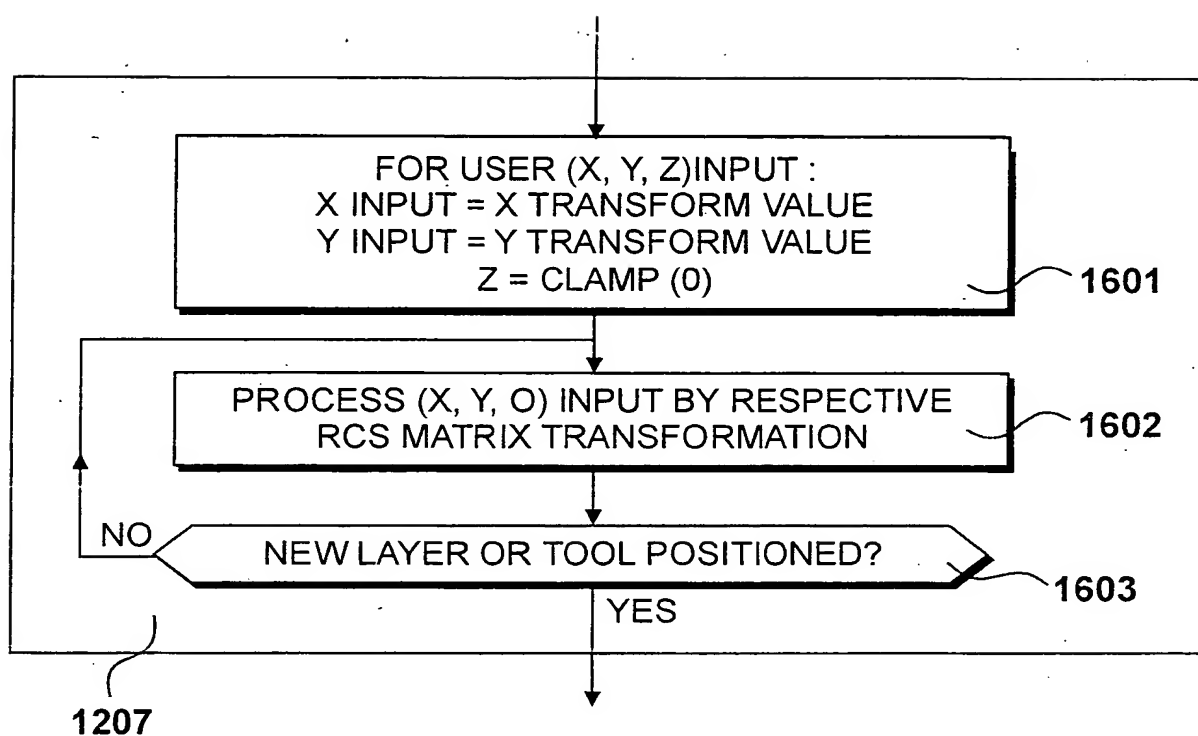 FOR USER (X, Y, Z)INPUT :
X INPUT = X TRANSFORM VALUE
Y INPUT = Y TRANSFORM VALUE
Z = CLAMP (0)
1601
PROCESS (X, Y, O) INPUT BY RESPECTIVE
RCS MATRIX TRANSFORMATION
1602
NO
NEW LAYER OR TOOL POSITIONED?
1603
YES
1207